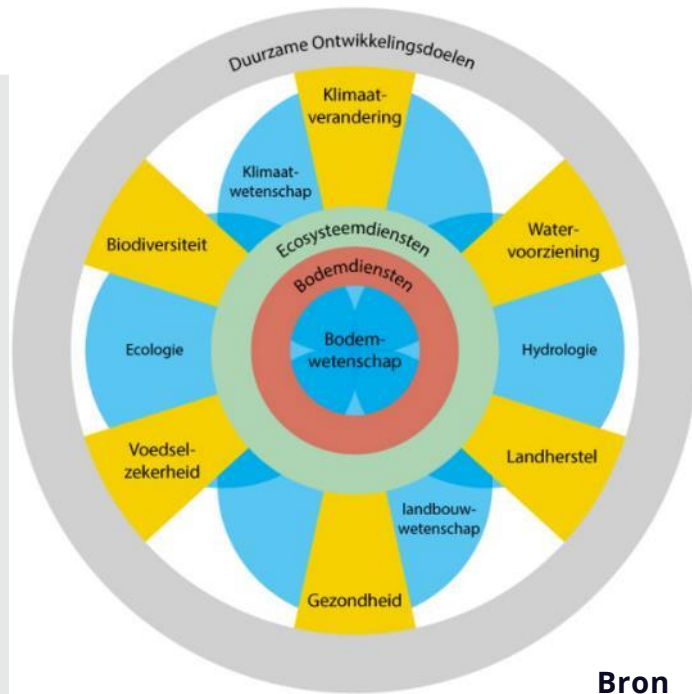 Duurzame Ontwikkelingsdoelen
Klimaat-
verandering
Klimaat-
wetenschap
Biodiversiteit
Water-
voorziening
Ecosysteemdiensten
Bodemdiensten
Bodem-
wetenschap
Ecologie
Hydrologie
Voedsel-
zekerheid
Landherstel
landbouw-
wetenschap
Gezondheid
Bron